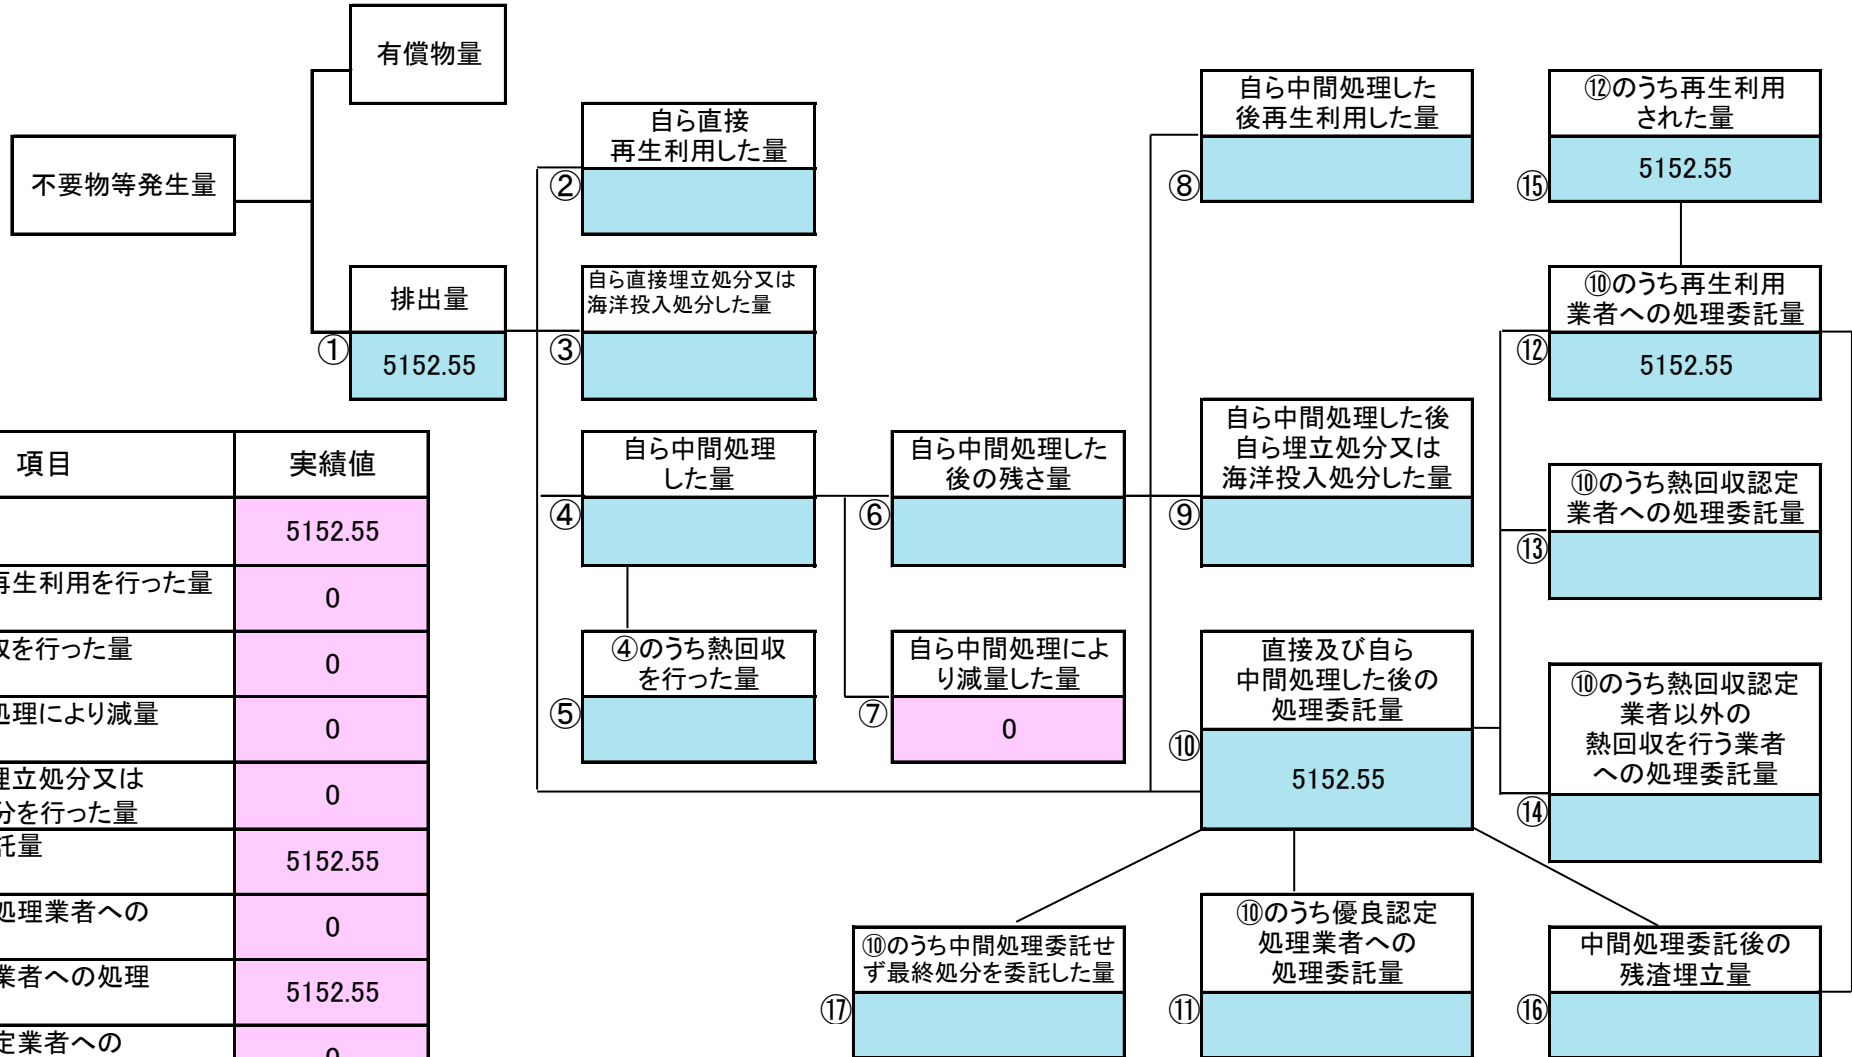 有償物量
不要物等発生量
排出量
①
5152.55
自ら直接
再生利用した量
②
自ら直接埋立処分又は
海洋投入処分した量
③
自ら中間処理
した量
④
④のうち熱回収
を行った量
⑤
自ら中間処理した
後の残さ量
⑥
自ら中間処理によ
り減量した量
⑦
0
自ら中間処理した
後再生利用した量
⑧
自ら中間処理した後
自ら埋立処分又は
海洋投入処分した量
⑨
直接及び自ら
中間処理した後の
処理委託量
⑩
5152.55
⑫のうち再生利用
された量
⑮
5152.55
⑩のうち再生利用
業者への処理委託量
⑫
5152.55
⑩のうち熱回収認定
業者への処理委託量
⑬
⑩のうち熱回収認定
業者以外の
熱回収を行う業者
への処理委託量
⑭
⑩のうち中間処理委託せ
ず最終処分を委託した量
⑰
⑩のうち優良認定
処理業者への
処理委託量
⑪
中間処理委託後の
残渣埋立量
⑯
項目
実績値
5152.55
再生利用を行った量
0
を行った量
0
処理により減量
0
埋立処分又は
分を行った量
0
託量
5152.55
処理業者への
0
業者への処理
5152.55
定業者への
0